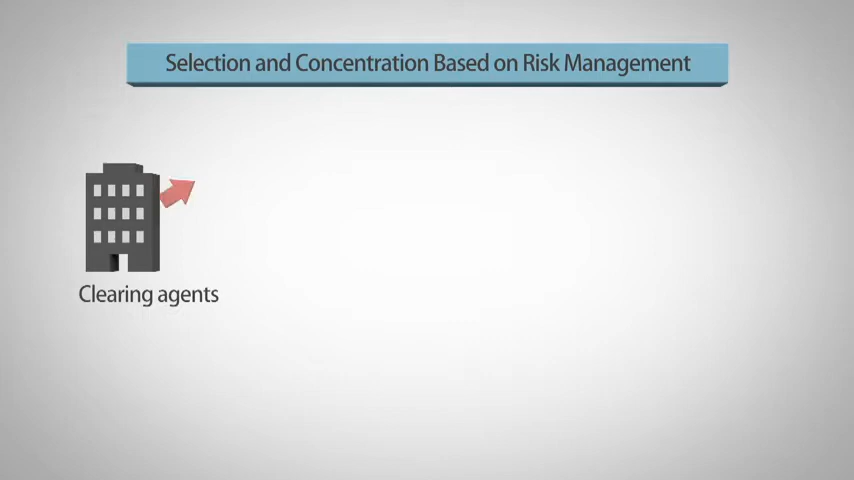 Selection and Concentration Based on Risk Management
Clearing agents